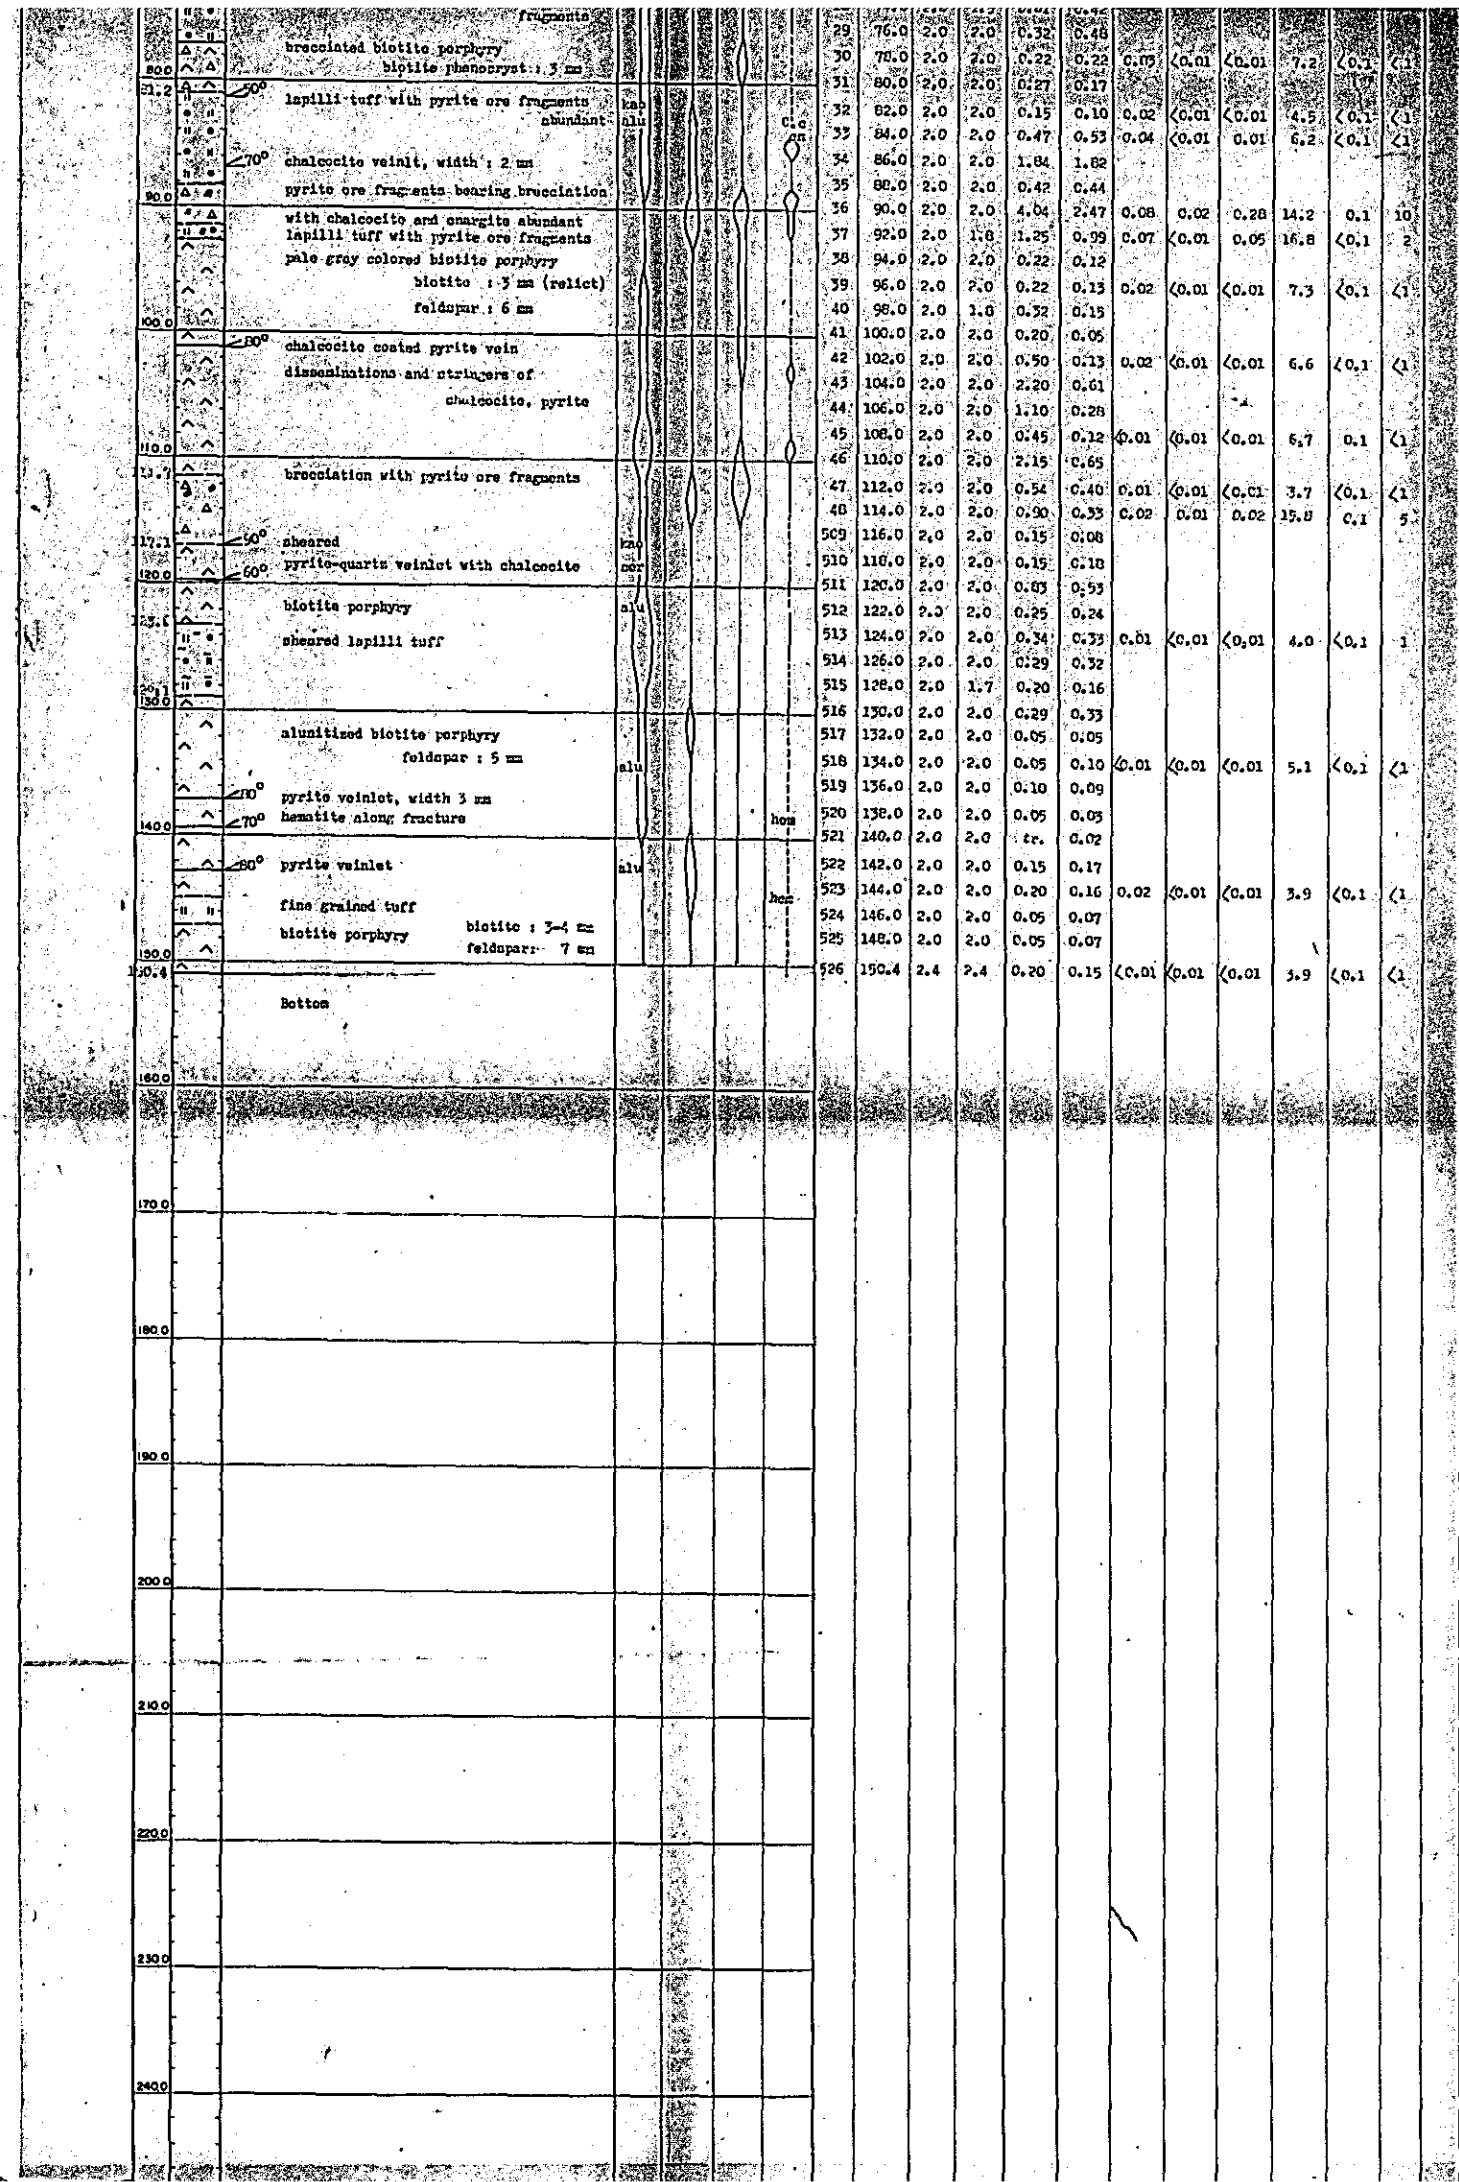 fragments
29 76.0 2.0 2.0 0.32 0.48
brecciated biotite porphyry
30 78.0 2.0 2.0 0.22 0.22 0.03 <0.01 <0.01 7.2 <0.1 <1
biotite phenocryst : 3 mm
80.0
31 80.0 2.0 2.0 0.27 0.17
81.2 50°
lapilli tuff with pyrite ore fragments kao
32 82.0 2.0 2.0 0.15 0.10 0.02 <0.01 <0.01 4.5 <0.1 <1
abundant alu c.c
33 84.0 2.0 2.0 0.47 0.53 0.04 <0.01 0.01 6.2 <0.1 <1
en
70° chalcocite veinlt, width : 2 mm
34 86.0 2.0 2.0 1.84 1.82
pyrite ore fragments bearing brecciation
35 88.0 2.0 2.0 0.42 0.44
90.0
36 90.0 2.0 2.0 4.04 2.47 0.08 0.02 0.28 14.2 0.1 10
with chalcocite and enargite abundant
lapilli tuff with pyrite ore fragments
37 92.0 2.0 1.8 1.25 0.99 0.07 <0.01 0.05 16.8 <0.1 2
pale gray colored biotite porphyry
38 94.0 2.0 2.0 0.22 0.12
biotite : 3 mm (relict)
39 96.0 2.0 2.0 0.22 0.13 0.02 <0.01 <0.01 7.3 <0.1 <1
feldspar : 6 mm
40 98.0 2.0 1.8 0.32 0.15
100.0
41 100.0 2.0 2.0 0.20 0.05
80° chalcocite coated pyrite vein
42 102.0 2.0 2.0 0.50 0.13 0.02 <0.01 <0.01 6.6 <0.1 <1
disseminations and stringers of
43 104.0 2.0 2.0 2.20 0.61
chalcocite, pyrite
44 106.0 2.0 2.0 1.10 0.28
45 108.0 2.0 2.0 0.45 0.12 <0.01 <0.01 <0.01 6.7 0.1 <1
110.0
46 110.0 2.0 2.0 2.15 0.65
brecciation with pyrite ore fragments
47 112.0 2.0 2.0 0.54 0.40 0.01 <0.01 <0.01 3.7 <0.1 <1
48 114.0 2.0 2.0 0.90 0.33 0.02 0.01 0.02 15.8 0.1 5
509 116.0 2.0 2.0 0.15 0.08
50° sheared kao
pyrite-quartz veinlet with chalcocite ser
510 118.0 2.0 2.0 0.15 0.18
120.0 60°
511 120.0 2.0 2.0 0.83 0.53
biotite porphyry alu
512 122.0 2.0 2.0 0.25 0.24
sheared lapilli tuff
513 124.0 2.0 2.0 0.34 0.33 0.01 <0.01 <0.01 4.0 <0.1 1
514 126.0 2.0 2.0 0.29 0.32
515 128.0 2.0 1.7 0.20 0.16
130.0
516 130.0 2.0 2.0 0.29 0.33
alunitized biotite porphyry
517 132.0 2.0 2.0 0.05 0.05
feldspar : 5 mm
alu
518 134.0 2.0 2.0 0.05 0.10 <0.01 <0.01 <0.01 5.1 <0.1 <1
519 136.0 2.0 2.0 0.10 0.09
80° pyrite veinlet, width 3 mm
70° hematite along fracture hem
520 138.0 2.0 2.0 0.05 0.03
140.0
521 140.0 2.0 2.0 tr. 0.02
80° pyrite veinlet alu
522 142.0 2.0 2.0 0.15 0.17
hem
523 144.0 2.0 2.0 0.20 0.16 0.02 <0.01 <0.01 3.9 <0.1 <1
fine grained tuff
524 146.0 2.0 2.0 0.05 0.07
biotite porphyry biotite : 3-4 mm
525 148.0 2.0 2.0 0.05 0.07
feldspar: 7 mm
150.0
150.4
526 150.4 2.4 2.4 0.20 0.15 <0.01 <0.01 <0.01 3.9 <0.1 <1
Bottom
160.0
170.0
180.0
190.0
200.0
210.0
220.0
230.0
240.0